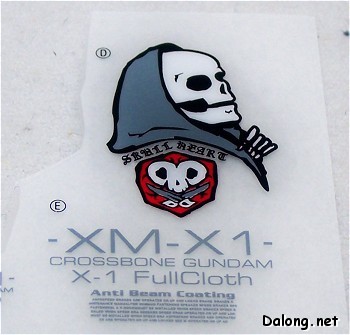 D
SKULL HEART
E
-XM-X1-
CROSSBONE GUNDAM
X-1 FullCloth
Anti Beam Coating
Dalong.net